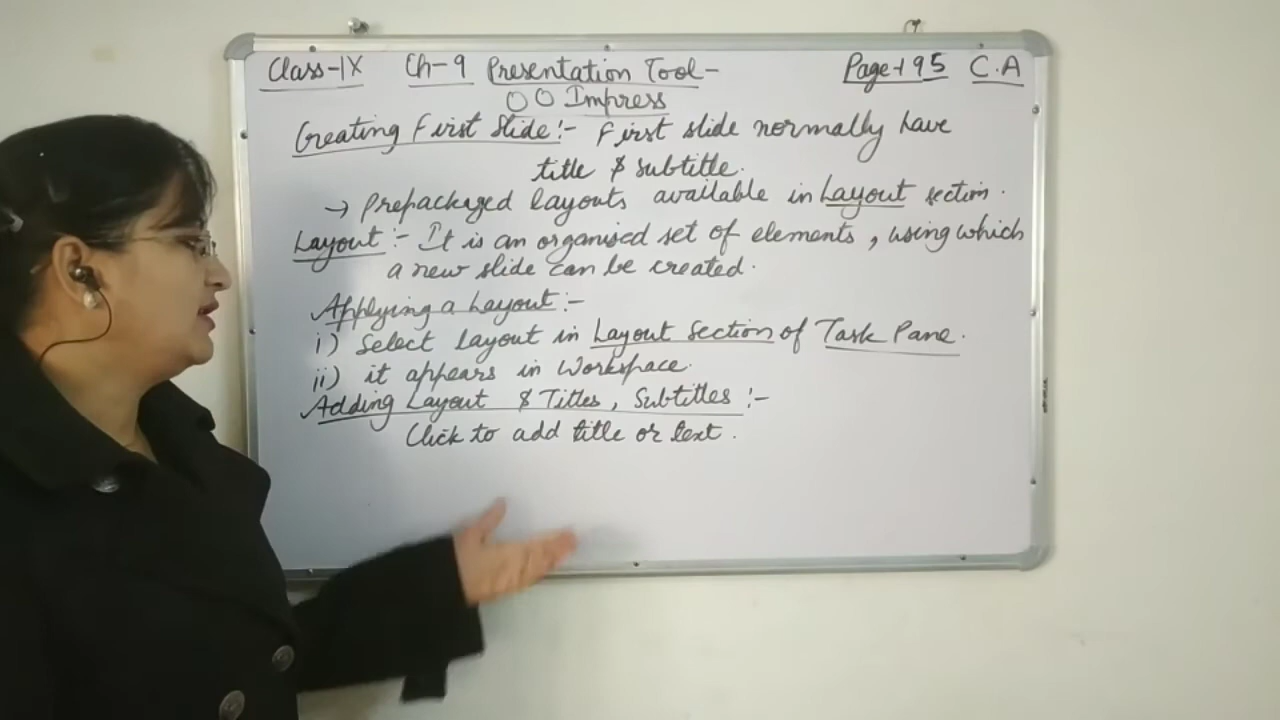 Class-IX Ch-9 Presentation Tool- Page-195 C.A
OO Impress
Creating First Slide:- First slide normally have
title & subtitle.
→ Prepackaged layouts available in Layout section.
Layout:- It is an organised set of elements, using which
a new slide can be created.
Applying a Layout:-
i) Select Layout in Layout Section of Task Pane.
ii) it appears in Workspace.
Adding Layout & Titles, Subtitles:-
Click to add title or text.